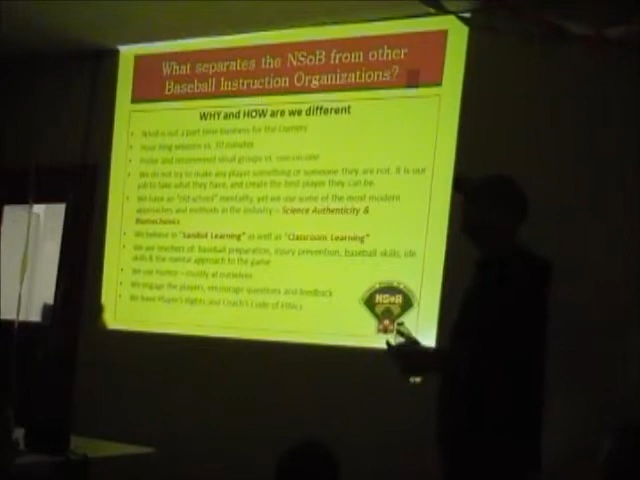 What separates the NSoB from other
Baseball Instruction Organizations?
WHY and HOW are we different
NSoB is not a part time business for the owners
Hour long sessions vs. 30 minutes
and recommend small groups vs. one-on-one
We do not try to make any player something or someone they are not. It is our
job to take what they have, and create the best player they can be.
We have an "old school" mentality, yet we use some of the most modern
approaches and methods in the industry – Science Authenticity &
Biomechanics
We believe in "Sandlot Learning" as well as "Classroom Learning"
We are teachers of: baseball preparation, injury prevention, baseball skills, life
skills & the mental approach to the game
We use Humor – mostly at ourselves
We engage the players, encourage questions and feedback
We have Player's Rights and Coach's Code of Ethics
NSoB